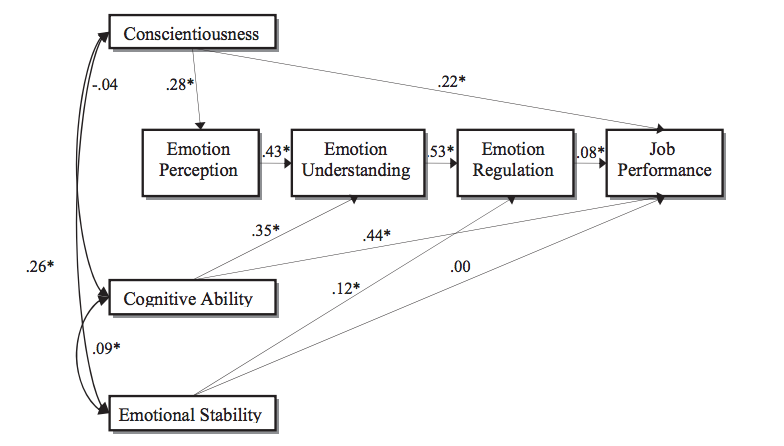 Conscientiousness
-.04
.28*
.22*
Emotion
Perception
.43*
Emotion
Understanding
.53*
Emotion
Regulation
.08*
Job
Performance
.35*
.44*
.26*
.12*
.00
Cognitive Ability
.09*
Emotional Stability